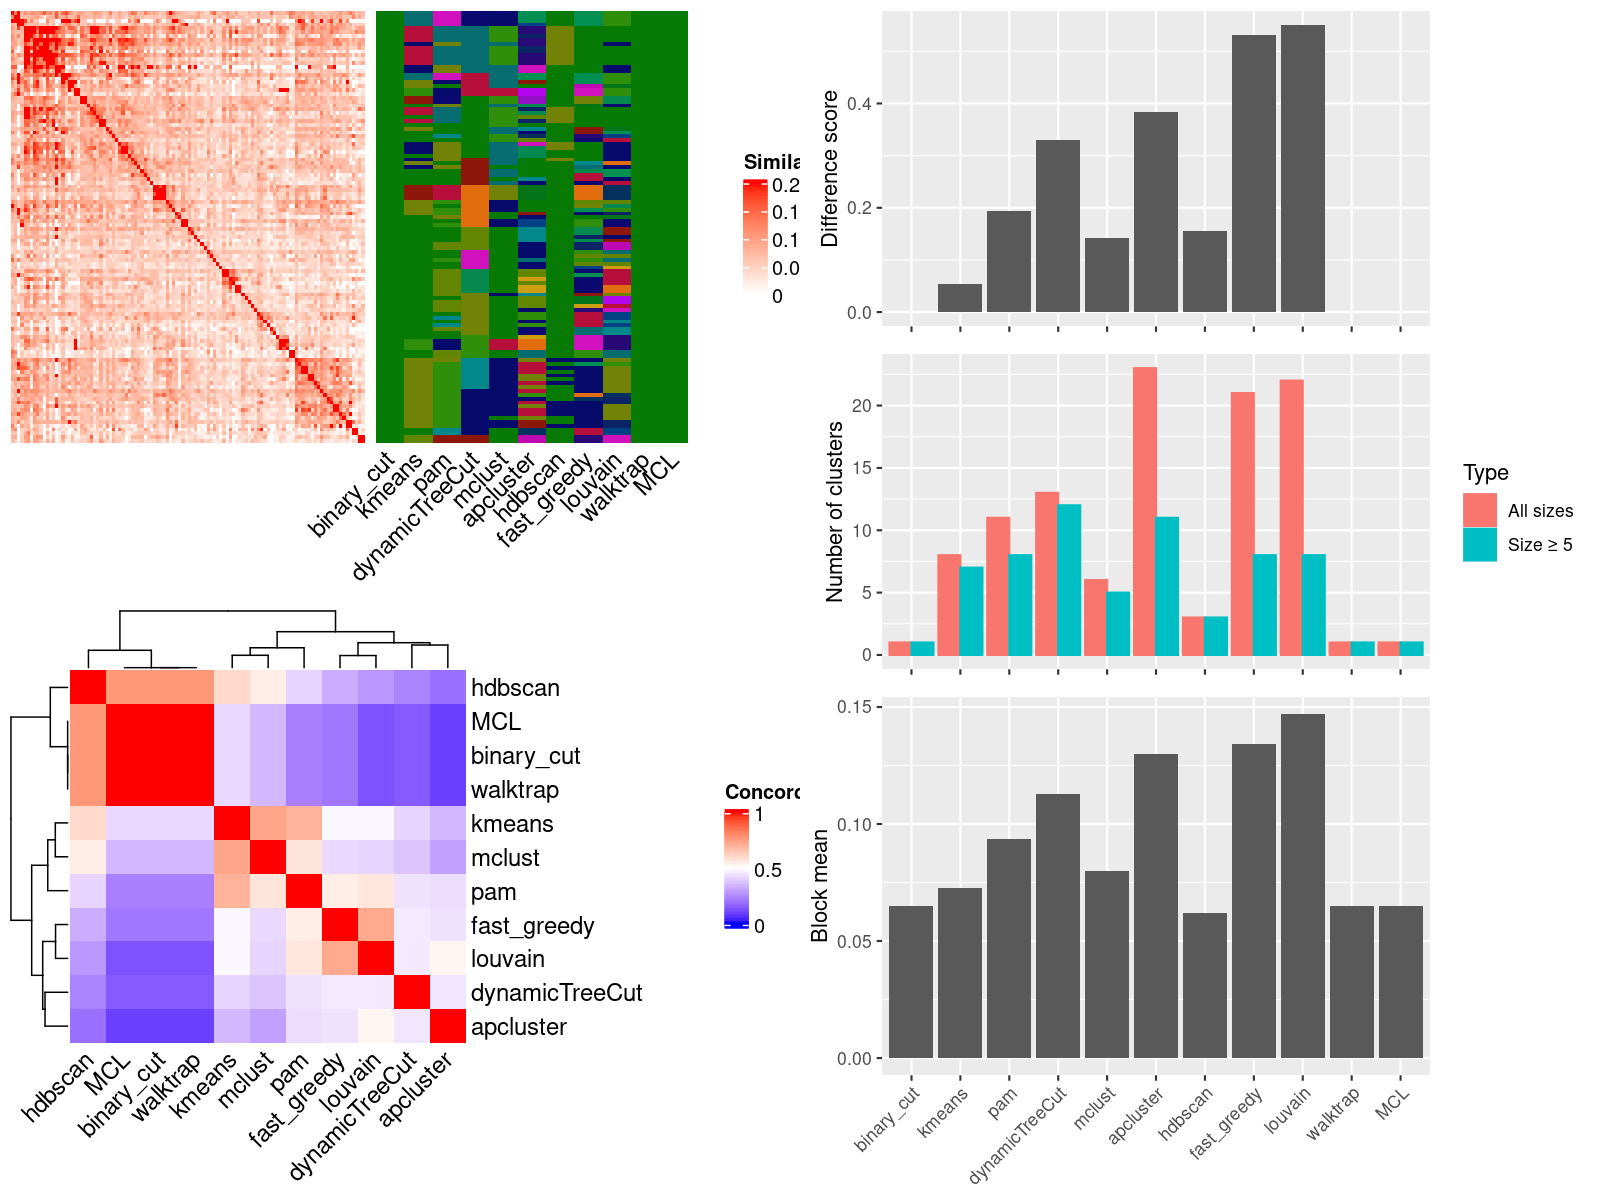 Simila
0.2
0.1
0.1
0.0
0
binary_cut
kmeans
pam
dynamicTreeCut
mclust
apcluster
hdbscan
fast_greedy
louvain
walktrap
MCL
hdbscan
MCL
binary_cut
walktrap
kmeans
mclust
pam
fast_greedy
louvain
dynamicTreeCut
apcluster
hdbscan
MCL
binary_cut
walktrap
kmeans
mclust
pam
fast_greedy
louvain
dynamicTreeCut
apcluster
Concord
1
0.5
0
Difference score
0.4
0.2
0.0
Number of clusters
20
15
10
5
0
Type
All sizes
Size ≥ 5
Block mean
0.15
0.10
0.05
0.00
binary_cut
kmeans
pam
dynamicTreeCut
mclust
apcluster
hdbscan
fast_greedy
louvain
walktrap
MCL